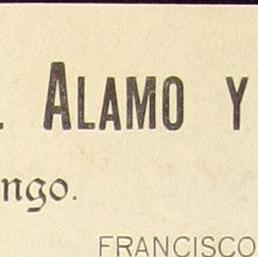 . ALAMO Y
ngo.
FRANCISCO